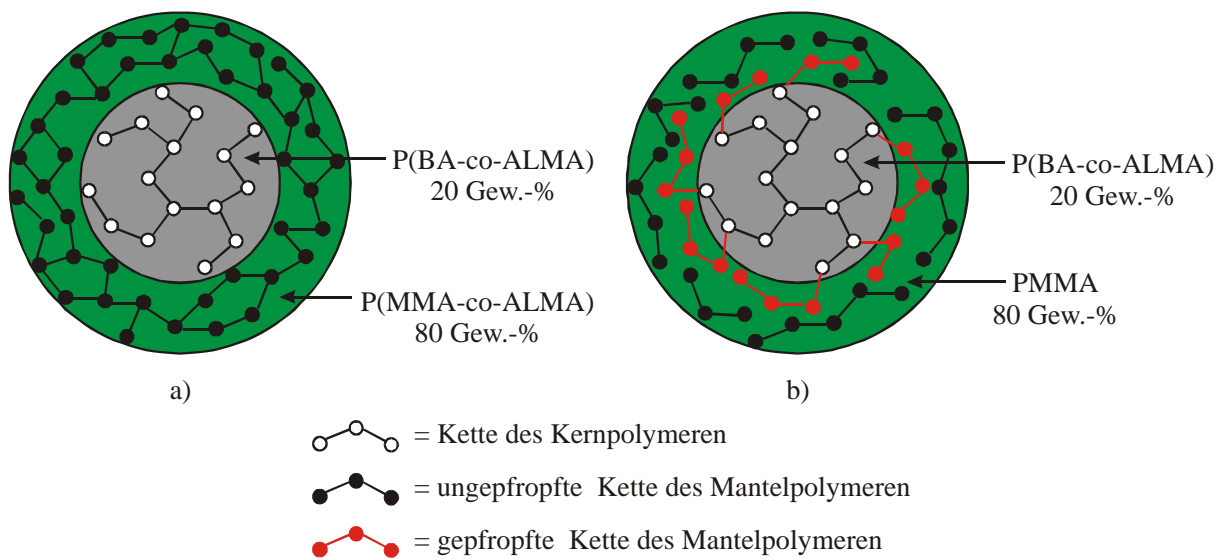 P(BA-co-ALMA)
20 Gew.-%
P(MMA-co-ALMA)
80 Gew.-%
a)
P(BA-co-ALMA)
20 Gew.-%
PMMA
80 Gew.-%
b)
= Kette des Kernpolymeren
= ungepfropfte Kette des Mantelpolymeren
= gepfropfte Kette des Mantelpolymeren